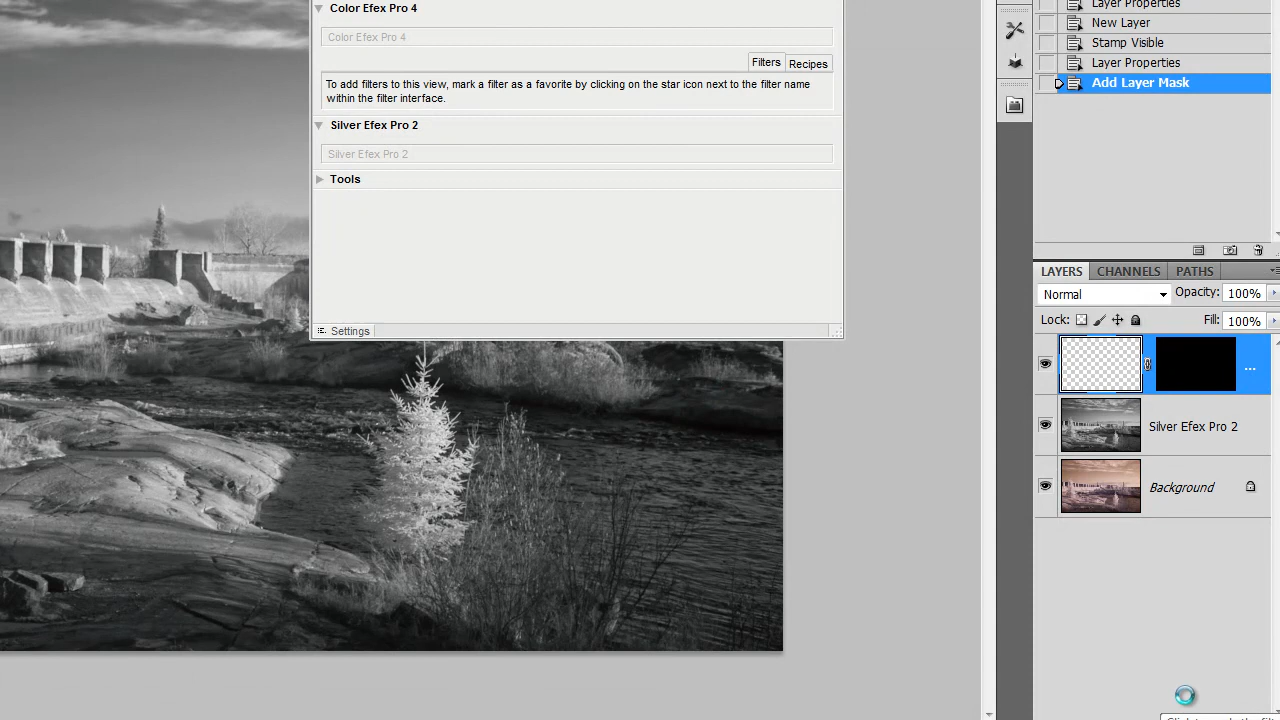 Color Efex Pro 4
Color Efex Pro 4
Filters Recipes
To add filters to this view, mark a filter as a favorite by clicking on the star icon next to the filter name
within the filter interface.
Silver Efex Pro 2
Silver Efex Pro 2
Tools
Settings
Layer Properties
New Layer
Stamp Visible
Layer Properties
Add Layer Mask
LAYERS CHANNELS PATHS
Normal Opacity: 100%
Lock: Fill: 100%
...
Silver Efex Pro 2
Background